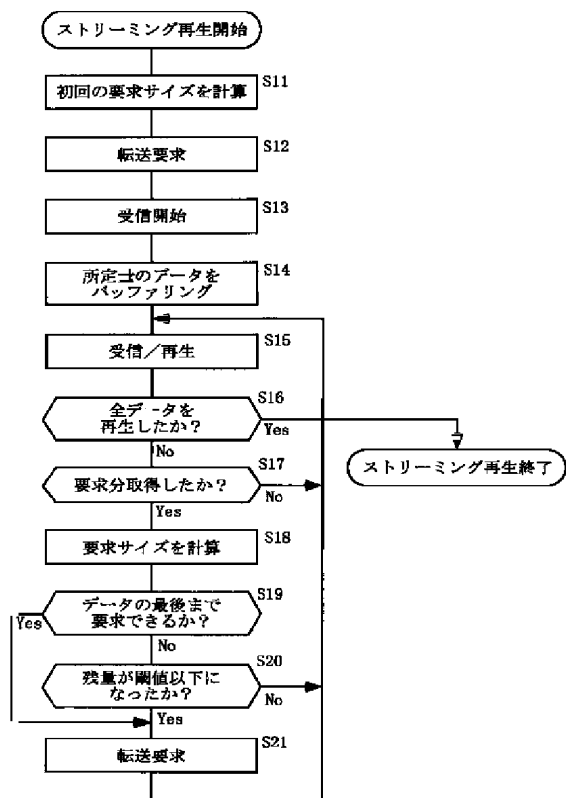 ストリーミング再生開始
初回の要求サイズを計算
S11
転送要求
S12
受信開始
S13
所定士のデータを
バッファリング
S14
受信／再生
S15
全データを
再生したか？
S16
Yes
No
ストリーミング再生終了
要求分取得したか？
S17
No
Yes
要求サイズを計算
S18
データの最後まで
要求できるか？
S19
Yes
No
残量が閾値以下に
なったか？
S20
No
Yes
転送要求
S21